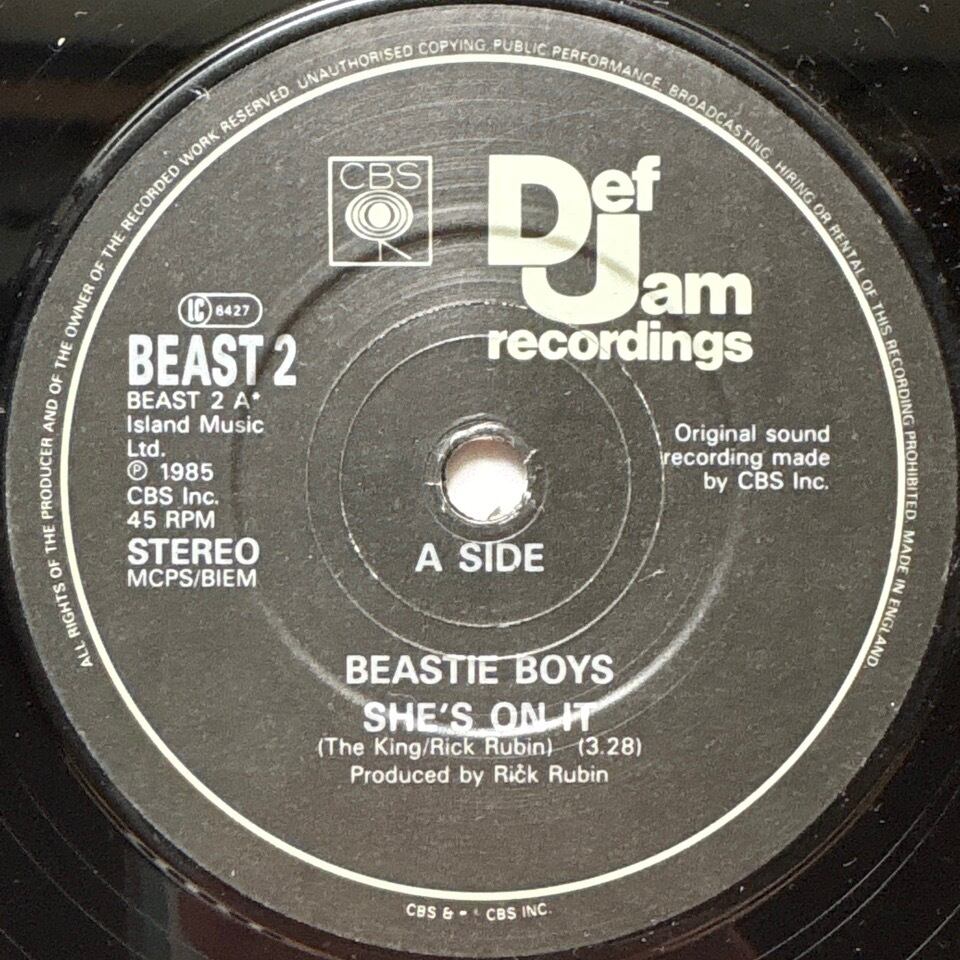 ALL RIGHTS OF THE PRODUCER AND OF THE OWNER OF THE RECORDED WORK RESERVED. UNAUTHORISED COPYING, PUBLIC PERFORMANCE, BROADCASTING, HIRING OR RENTAL OF THIS RECORDING PROHIBITED. MADE IN ENGLAND
CBS
Def
Jam
recordings
LC 8427
BEAST 2
BEAST 2 A*
Island Music
Ltd.
Ⓟ 1985
CBS Inc.
45 RPM
STEREO
MCPS/BIEM
Original sound
recording made
by CBS Inc.
A SIDE
BEASTIE BOYS
SHE'S ON IT
(The King/Rick Rubin) (3.28)
Produced by Rick Rubin
CBS & CBS INC.